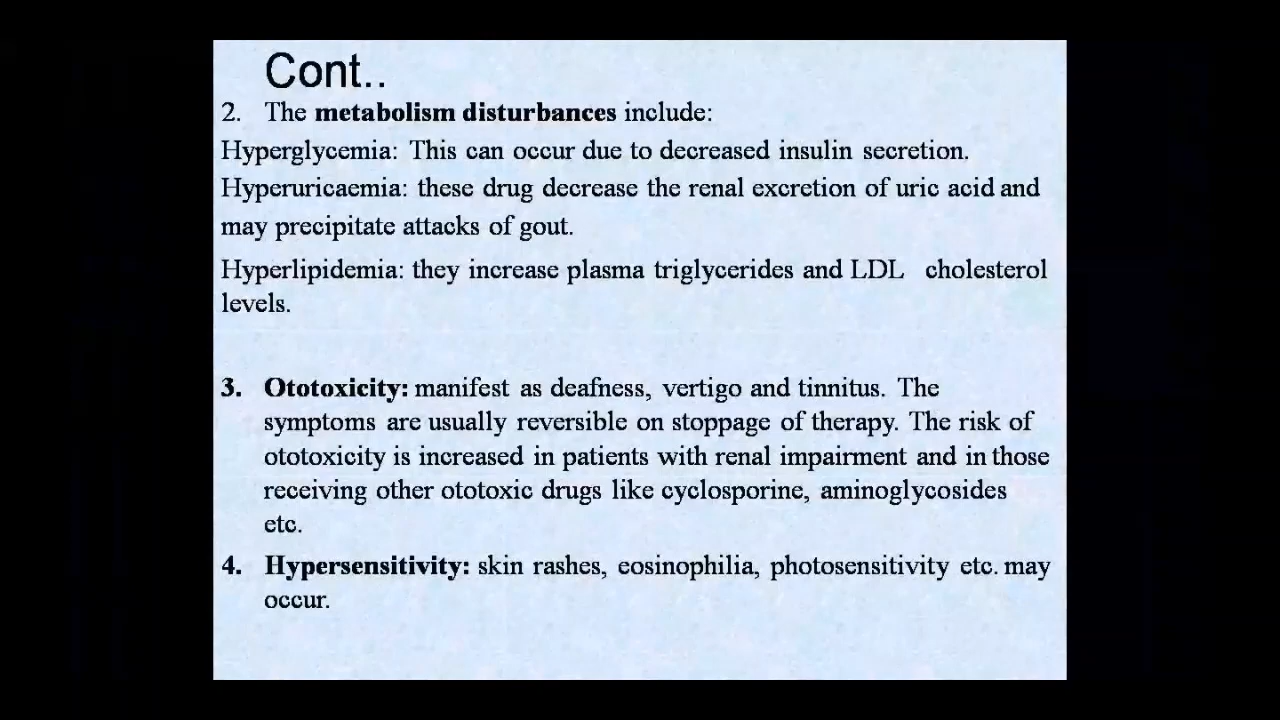 Cont..
2. The metabolism disturbances include:
Hyperglycemia: This can occur due to decreased insulin secretion.
Hyperuricaemia: these drug decrease the renal excretion of uric acid and
may precipitate attacks of gout.
Hyperlipidemia: they increase plasma triglycerides and LDL cholesterol
levels.
3. Ototoxicity: manifest as deafness, vertigo and tinnitus. The
symptoms are usually reversible on stoppage of therapy. The risk of
ototoxicity is increased in patients with renal impairment and in those
receiving other ototoxic drugs like cyclosporine, aminoglycosides
etc.
4. Hypersensitivity: skin rashes, eosinophilia, photosensitivity etc. may
occur.